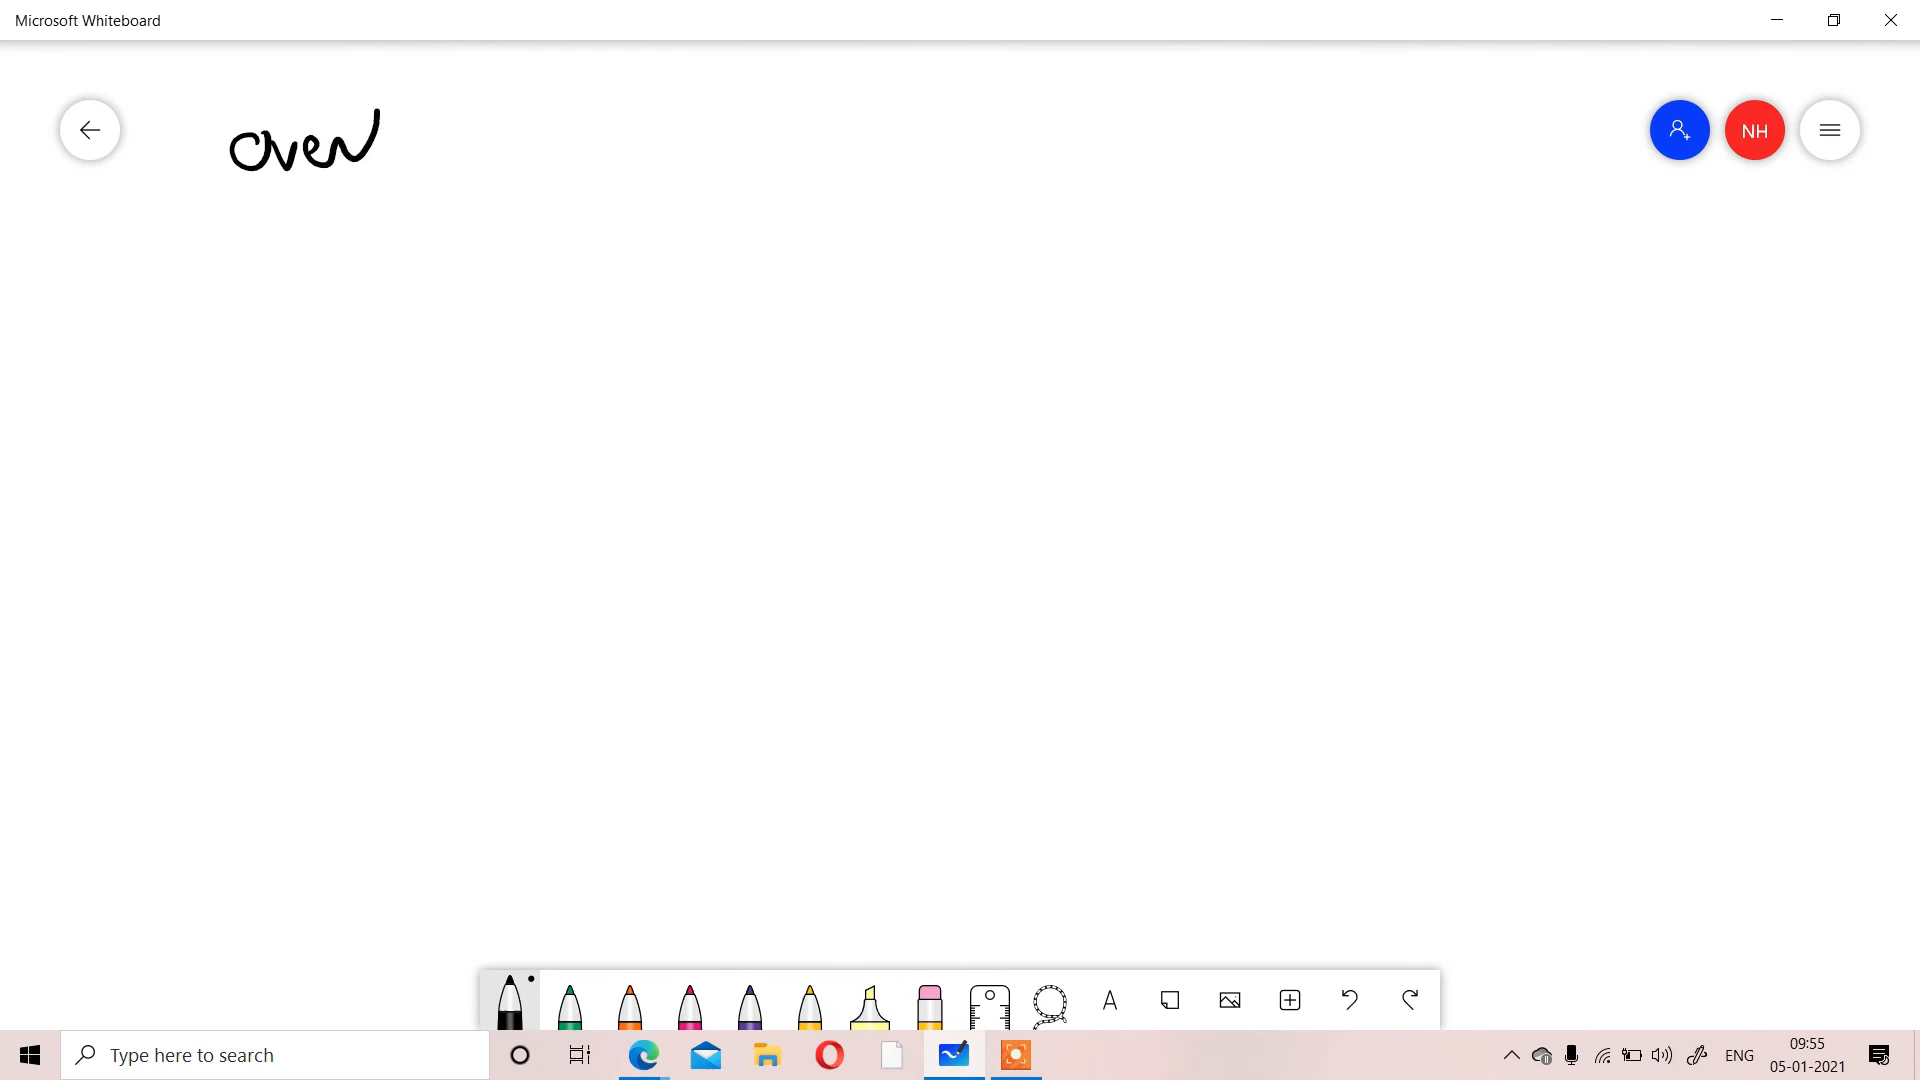 Microsoft Whiteboard
oven
NH
A
Type here to search
ENG
09:55
05-01-2021